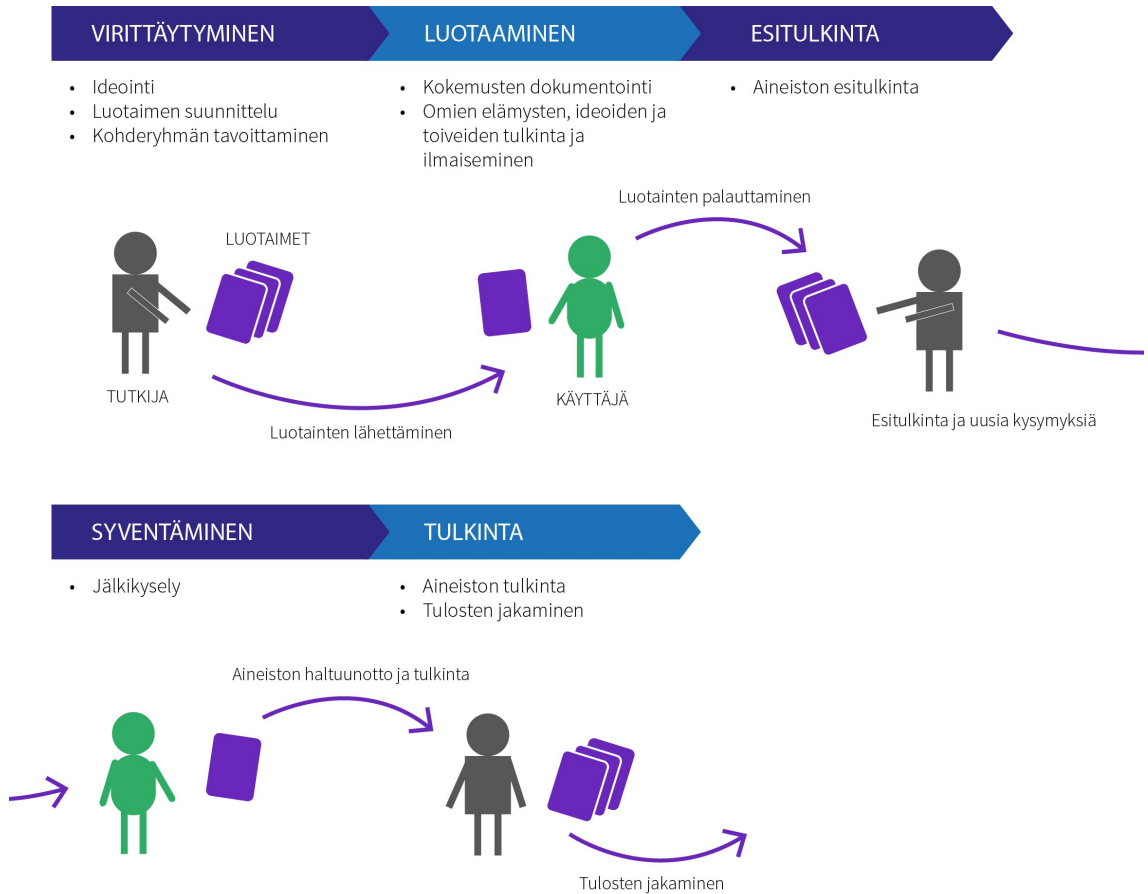 VIRITTÄYTYMINEN
LUOTAAMINEN
ESITULKINTA
• Ideointi
• Luotaimen suunnittelu
• Kohderyhmän tavoittaminen
• Kokemusten dokumentointi
• Omien elämysten, ideoiden ja
toiveiden tulkinta ja
ilmaiseminen
• Aineiston esitulkinta
Luotainten palauttaminen
LUOTAIMET
TUTKIJA
KÄYTTÄJÄ
Luotainten lähettäminen
Esitulkinta ja uusia kysymyksiä
SYVENTÄMINEN
TULKINTA
• Jälkikysely
• Aineiston tulkinta
• Tulosten jakaminen
Aineiston haltuunotto ja tulkinta
Tulosten jakaminen